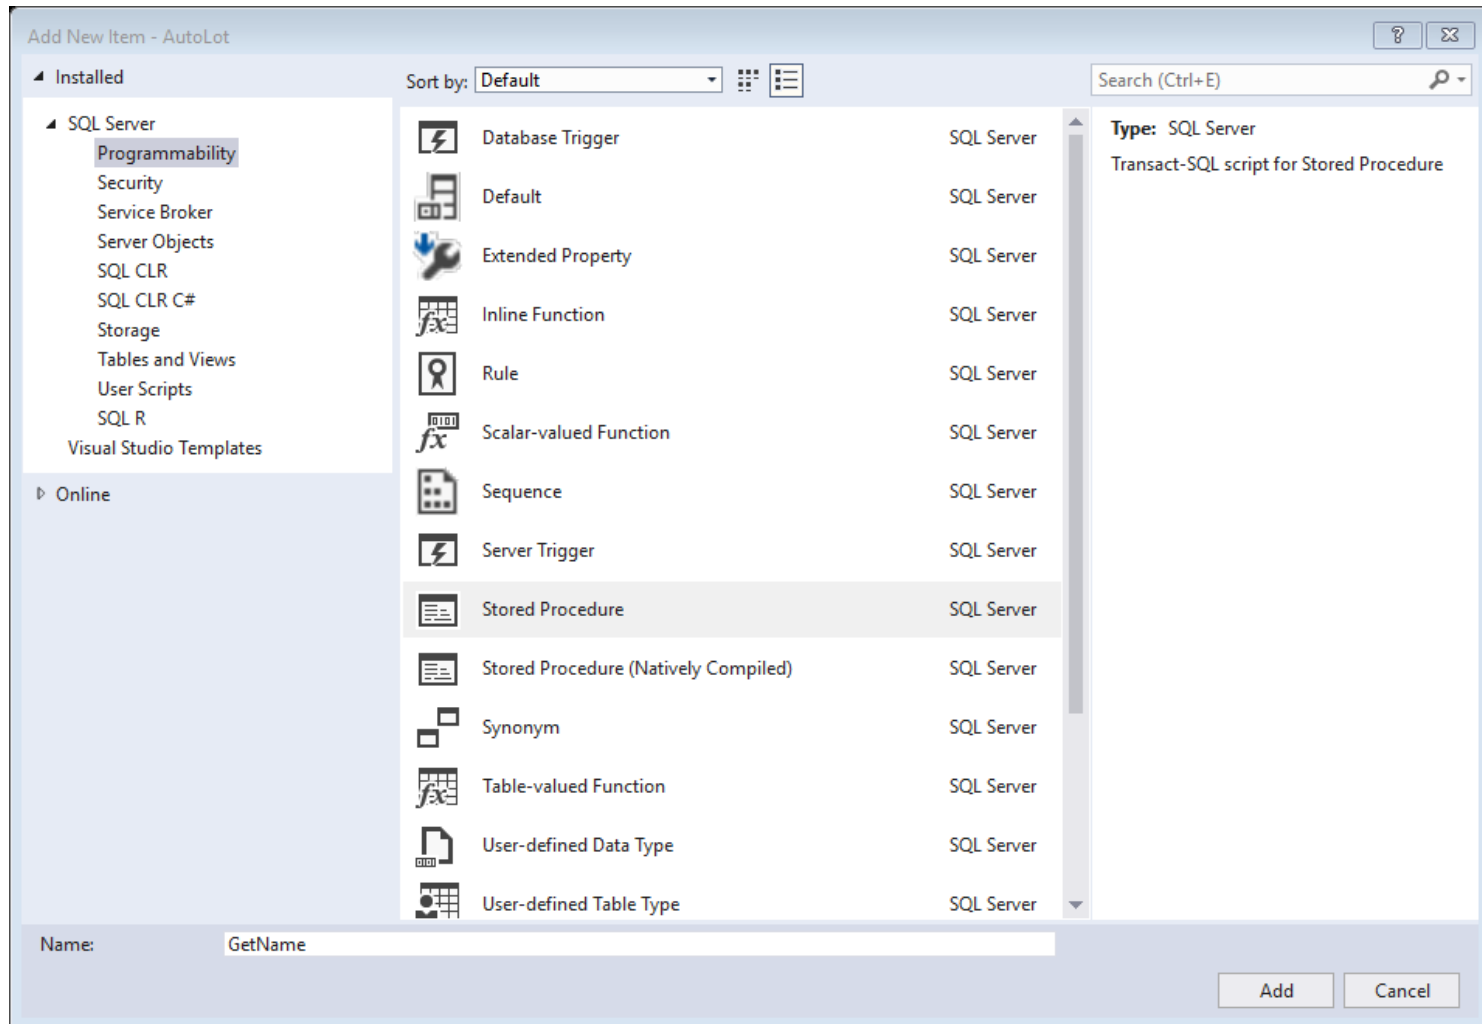 Add New Item - AutoLot
Installed
SQL Server
Programmability
Security
Service Broker
Server Objects
SQL CLR
SQL CLR C#
Storage
Tables and Views
User Scripts
SQL R
Visual Studio Templates
Online
Sort by: Default
Database Trigger SQL Server
Default SQL Server
Extended Property SQL Server
Inline Function SQL Server
Rule SQL Server
Scalar-valued Function SQL Server
Sequence SQL Server
Server Trigger SQL Server
Stored Procedure SQL Server
Stored Procedure (Natively Compiled) SQL Server
Synonym SQL Server
Table-valued Function SQL Server
User-defined Data Type SQL Server
User-defined Table Type SQL Server
Search (Ctrl+E)
Type: SQL Server
Transact-SQL script for Stored Procedure
Name: GetName
Add Cancel